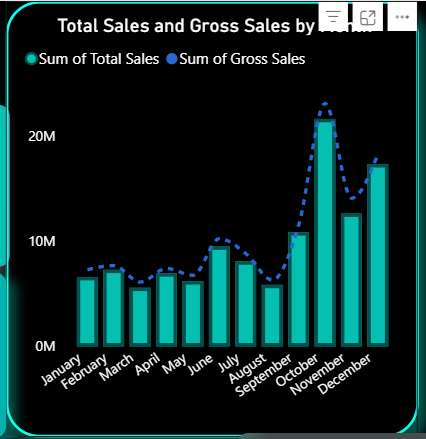 Total Sales and Gross Sales by
Sum of Total Sales Sum of Gross Sales
20M
10M
0M
January February March April May June July August September October November December